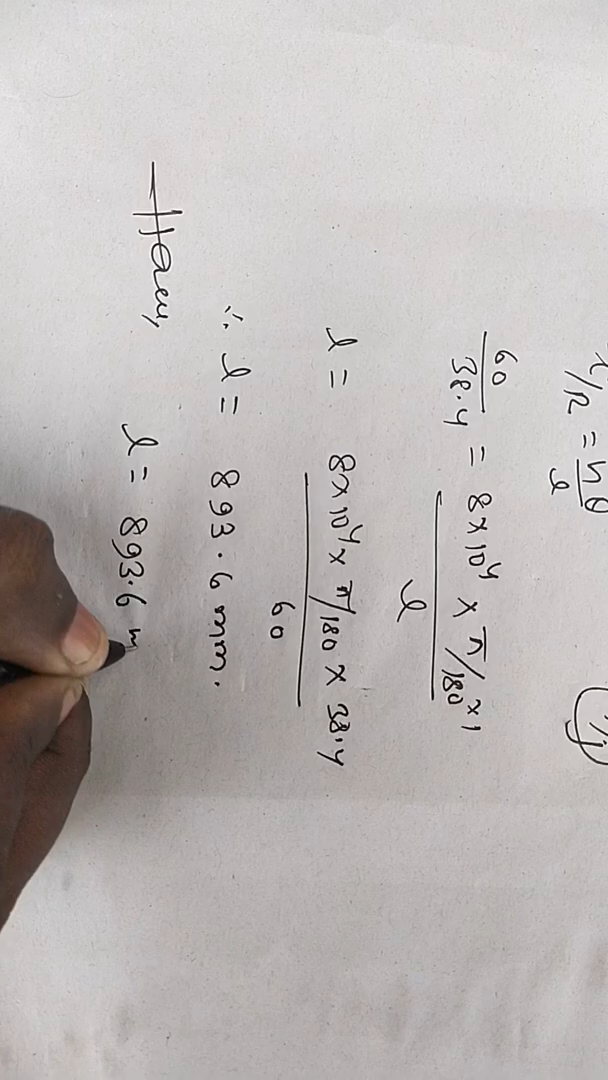 τ/R = nθ/l
60/38.4 = 8×10⁴ × π/180 ×1 / l
l = 8×10⁴ × π/180 × 38.4 / 60
∴ l = 893.6 mm.
l = 893.6 m